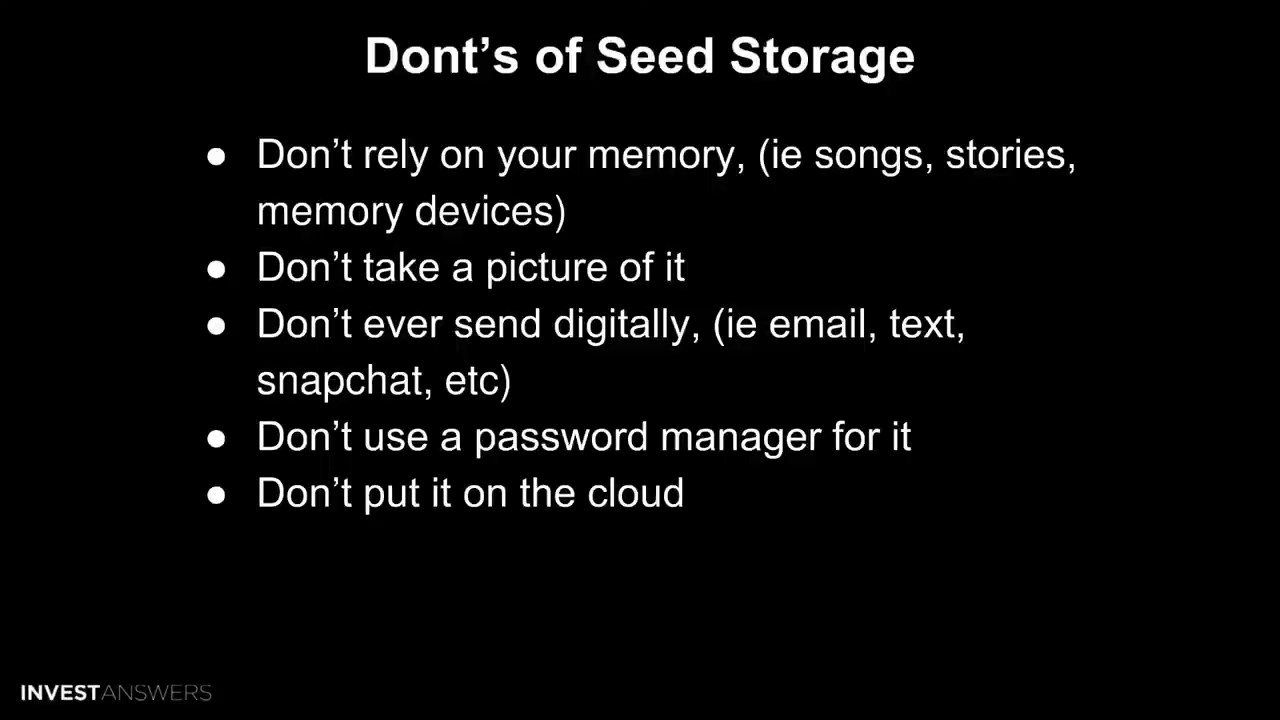 Dont’s of Seed Storage
● Don’t rely on your memory, (ie songs, stories,
memory devices)
● Don’t take a picture of it
● Don’t ever send digitally, (ie email, text,
snapchat, etc)
● Don’t use a password manager for it
● Don’t put it on the cloud
INVESTANSWERS